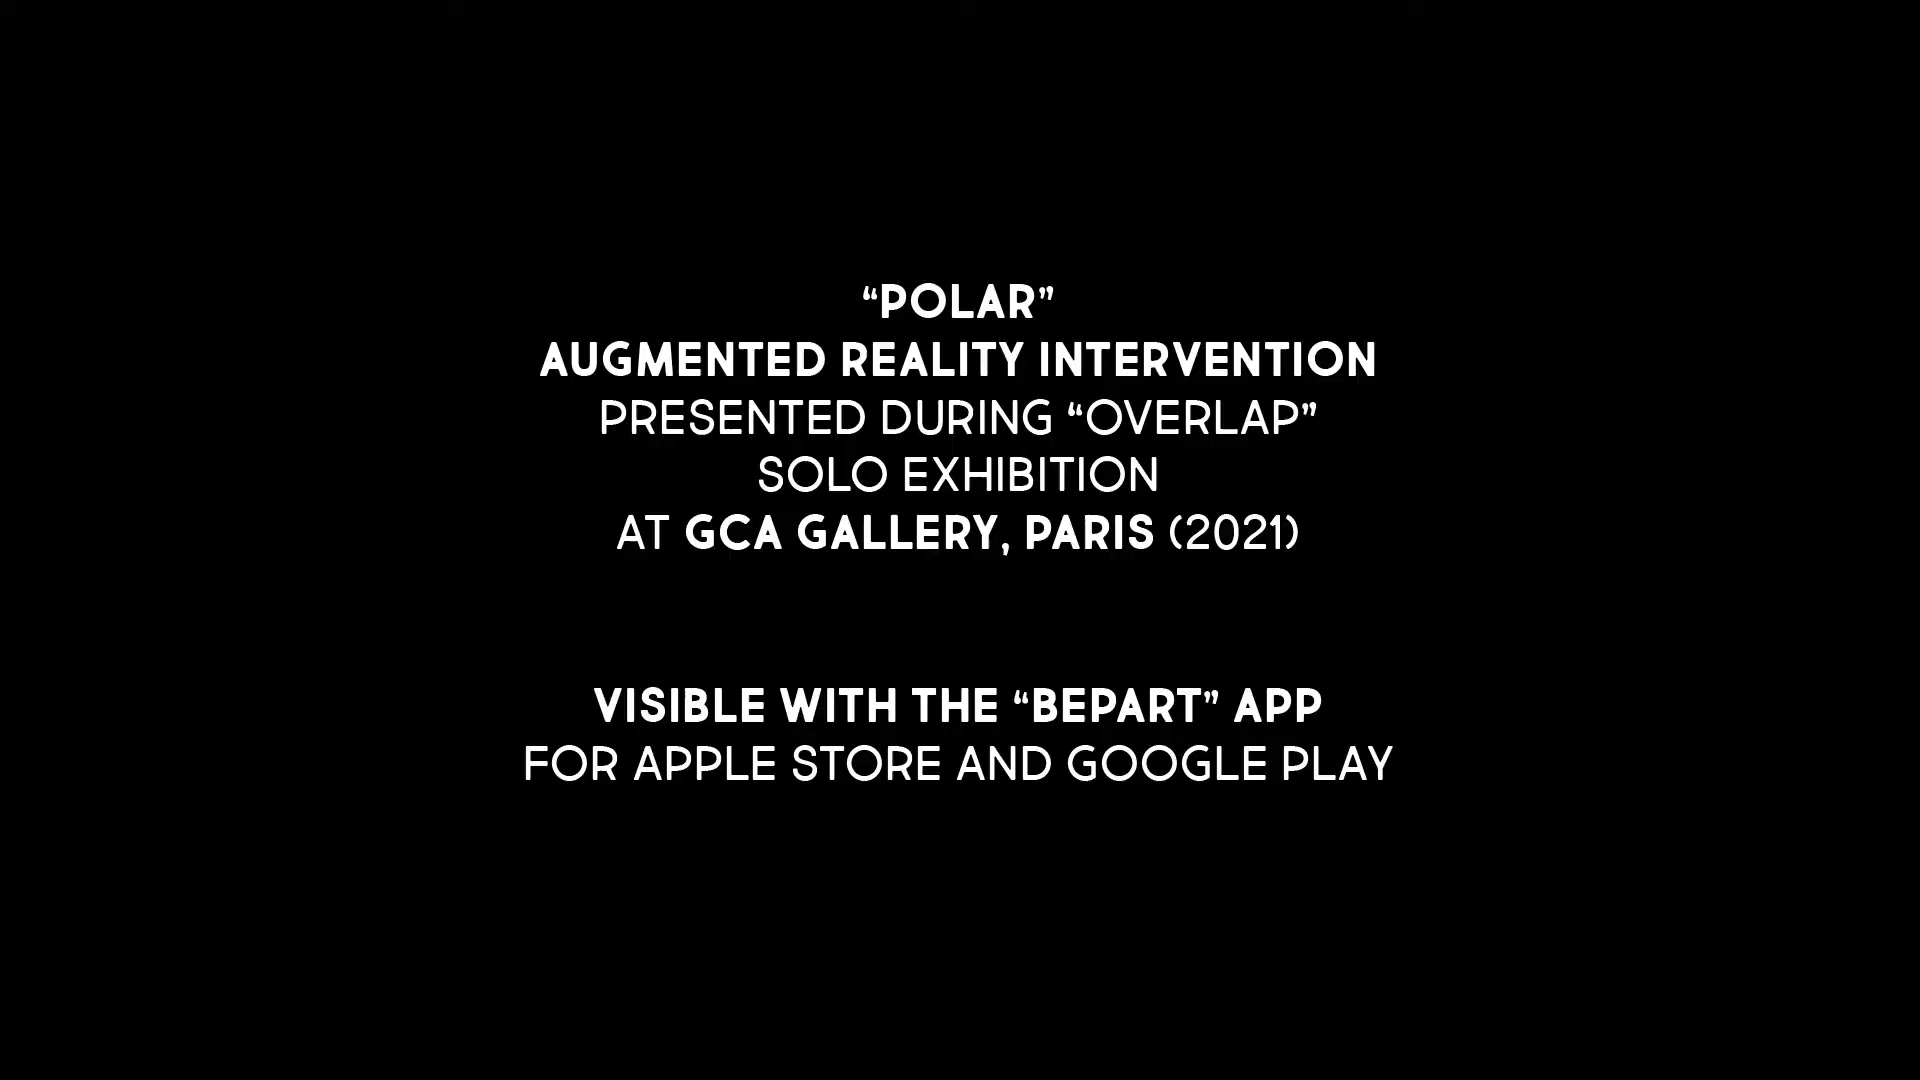 “POLAR”
AUGMENTED REALITY INTERVENTION
PRESENTED DURING “OVERLAP”
SOLO EXHIBITION
AT GCA GALLERY, PARIS (2021)
VISIBLE WITH THE “BEPART” APP
FOR APPLE STORE AND GOOGLE PLAY